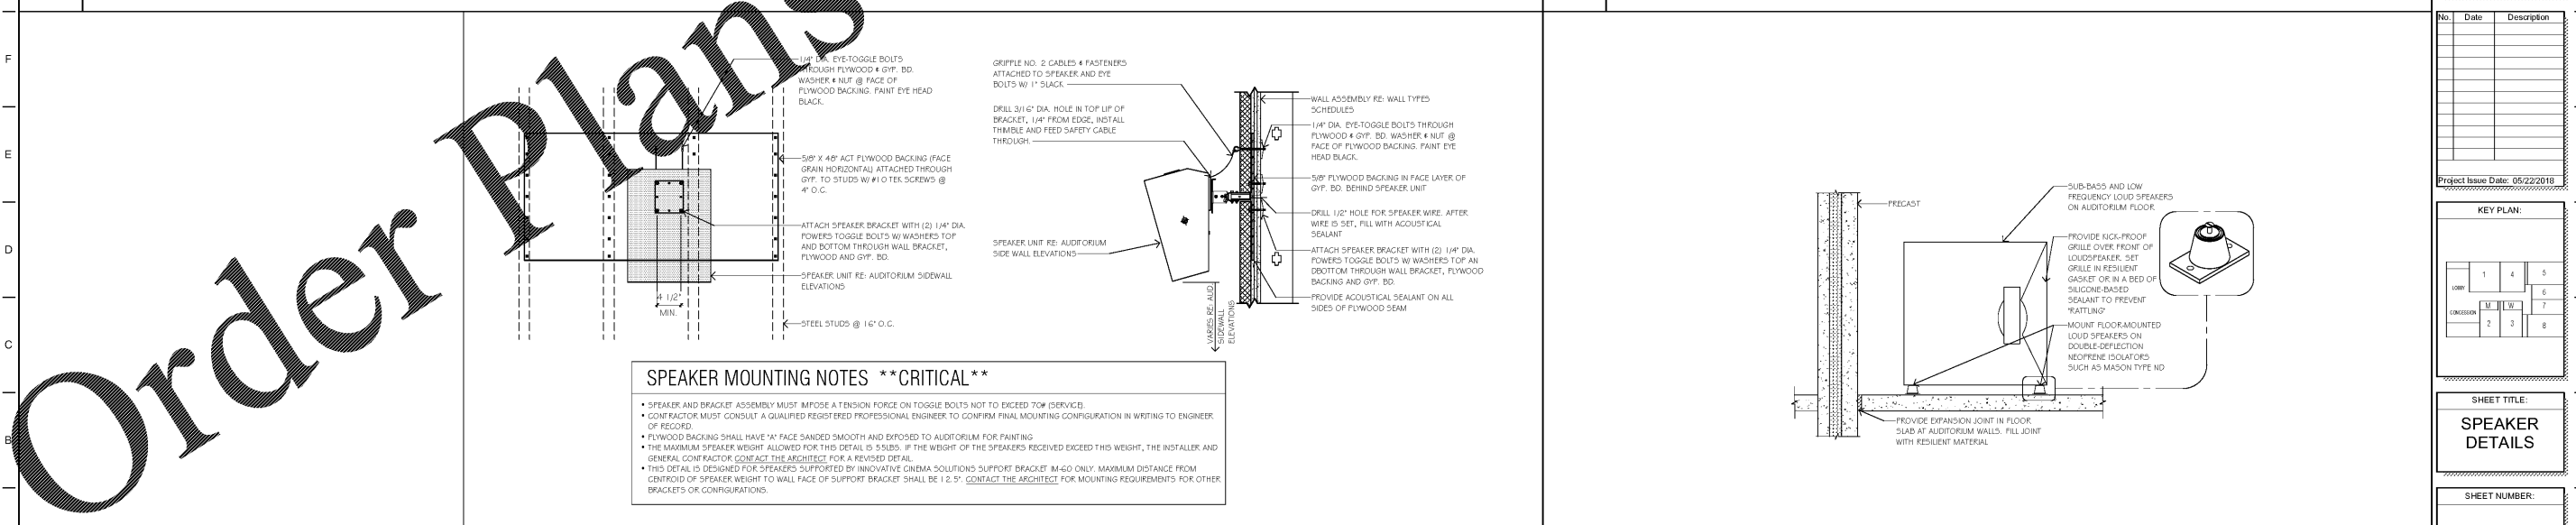 Order Plans
F
E
D
C
B
1/4" DIA. EYE-TOGGLE BOLTS
THROUGH PLYWOOD & GYP. BD.
WASHER & NUT @ FACE OF
PLYWOOD BACKING. PAINT EYE HEAD
BLACK.
5/8" X 48" ACT PLYWOOD BACKING (FACE
GRAIN HORIZONTAL) ATTACHED THROUGH
GYP. TO STUDS W/ #10 TEK SCREWS @
4" O.C.
ATTACH SPEAKER BRACKET WITH (2) 1/4" DIA.
POWERS TOGGLE BOLTS W/ WASHERS TOP
AND BOTTOM THROUGH WALL BRACKET,
PLYWOOD AND GYP. BD.
SPEAKER UNIT RE: AUDITORIUM SIDEWALL
ELEVATIONS
4 1/2"
MIN.
STEEL STUDS @ 16" O.C.
GRIPPLE NO. 2 CABLES & FASTENERS
ATTACHED TO SPEAKER AND EYE
BOLTS W/ 1" SLACK
DRILL 3/16" DIA. HOLE IN TOP LIP OF
BRACKET, 1/4" FROM EDGE, INSTALL
THIMBLE AND FEED SAFETY CABLE
THROUGH.
SPEAKER UNIT RE: AUDITORIUM
SIDE WALL ELEVATIONS
VARIES RE: AUD.
SIDEWALL
ELEVATIONS
WALL ASSEMBLY RE: WALL TYPES
SCHEDULES
1/4" DIA. EYE-TOGGLE BOLTS THROUGH
PLYWOOD & GYP. BD. WASHER & NUT @
FACE OF PLYWOOD BACKING. PAINT EYE
HEAD BLACK.
5/8" PLYWOOD BACKING IN FACE LAYER OF
GYP. BD. BEHIND SPEAKER UNIT
DRILL 1/2" HOLE FOR SPEAKER WIRE. AFTER
WIRE IS SET, FILL WITH ACOUSTICAL
SEALANT
ATTACH SPEAKER BRACKET WITH (2) 1/4" DIA.
POWERS TOGGLE BOLTS W/ WASHERS TOP AN
DBOTTOM THROUGH WALL BRACKET, PLYWOOD
BACKING AND GYP. BD.
PROVIDE ACOUSTICAL SEALANT ON ALL
SIDES OF PLYWOOD SEAM
SPEAKER MOUNTING NOTES **CRITICAL**
• SPEAKER AND BRACKET ASSEMBLY MUST IMPOSE A TENSION FORCE ON TOGGLE BOLTS NOT TO EXCEED 70# (SERVICE).
• CONTRACTOR MUST CONSULT A QUALIFIED REGISTERED PROFESSIONAL ENGINEER TO CONFIRM FINAL MOUNTING CONFIGURATION IN WRITING TO ENGINEER
OF RECORD.
• PLYWOOD BACKING SHALL HAVE "A" FACE SANDED SMOOTH AND EXPOSED TO AUDITORIUM FOR PAINTING
• THE MAXIMUM SPEAKER WEIGHT ALLOWED FOR THIS DETAIL IS 55LBS. IF THE WEIGHT OF THE SPEAKERS RECEIVED EXCEED THIS WEIGHT, THE INSTALLER AND
GENERAL CONTRACTOR CONTACT THE ARCHITECT FOR A REVISED DETAIL.
• THIS DETAIL IS DESIGNED FOR SPEAKERS SUPPORTED BY INNOVATIVE CINEMA SOLUTIONS SUPPORT BRACKET IM-60 ONLY. MAXIMUM DISTANCE FROM
CENTROID OF SPEAKER WEIGHT TO WALL FACE OF SUPPORT BRACKET SHALL BE 12.5". CONTACT THE ARCHITECT FOR MOUNTING REQUIREMENTS FOR OTHER
BRACKETS OR CONFIGURATIONS.
PRECAST
SUB-BASS AND LOW
FREQUENCY LOUD SPEAKERS
ON AUDITORIUM FLOOR.
PROVIDE KICK-PROOF
GRILLE OVER FRONT OF
LOUDSPEAKER. SET
GRILLE IN RESILIENT
GASKET OR IN A BED OF
SILICONE-BASED
SEALANT TO PREVENT
"RATTLING"
MOUNT FLOOR-MOUNTED
LOUD SPEAKERS ON
DOUBLE-DEFLECTION
NEOPRENE ISOLATORS
SUCH AS MASON TYPE ND
PROVIDE EXPANSION JOINT IN FLOOR
SLAB AT AUDITORIUM WALLS. FILL JOINT
WITH RESILIENT MATERIAL
No. Date Description
Project Issue Date: 05/22/2018
KEY PLAN:
1 4 5
LOBBY 6
M W 7
CONCESSION
2 3 8
SHEET TITLE:
SPEAKER
DETAILS
SHEET NUMBER: